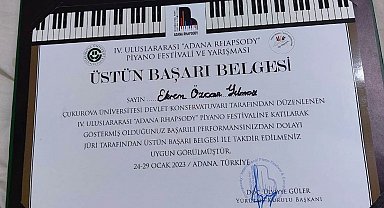 ADANA RHAPSODY
IV. ULUSLARARASI "ADANA RHAPSODY"
PİYANO FESTİVALİ VE YARIŞMASI
ÜSTÜN BAŞARI BELGESİ
SAYIN .... Ekrem Özcan Yılmaz
ÇUKUROVA ÜNİVERSİTESİ DEVLET KONSERVATUVARI TARAFINDAN DÜZENLENEN
IV. ULUSLARARASI "ADANA RHAPSODY" PİYANO FESTİVALİNE KATILARAK
GÖSTERMİŞ OLDUĞUNUZ BAŞARILI PERFORMANSINIZDAN DOLAYI
JÜRİ TARAFINDAN ÜSTÜN BAŞARI BELGESİ İLE TAKDİR EDİLMENİZ
UYGUN GÖRÜLMÜŞTÜR.
24-29 OCAK 2023 / ADANA, TÜRKİYE
GÜLER
KURULU BAŞKANI